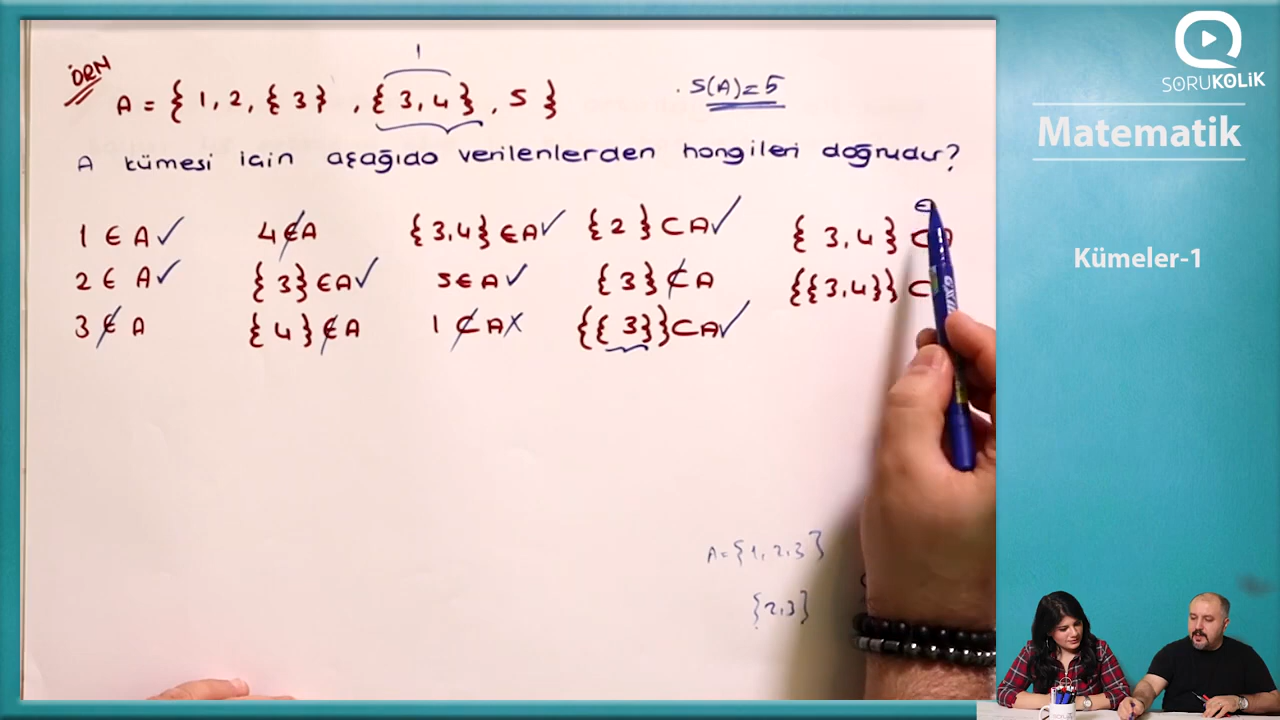 ÖRN
1
A = { 1, 2, { 3 } , { 3, 4 } , 5 }
. S(A) = 5
A kümesi için aşağıda verilenlerden hangileri doğrudur?
1 ∈ A ✓ 4 ∉ A {3,4} ∈ A ✓ {2} ⊂ A ✓ {3,4} ⊂ A
∈
2 ∈ A ✓ {3} ∈ A ✓ 5 ∈ A ✓ {3} ⊄ A {{3,4}} ⊂
3 ∉ A {4} ∉ A 1 ⊄ A x {{3}} ⊂ A ✓
A = {1, 2, 3}
{2,3}
SORUKOLİK
Matematik
Kümeler-1